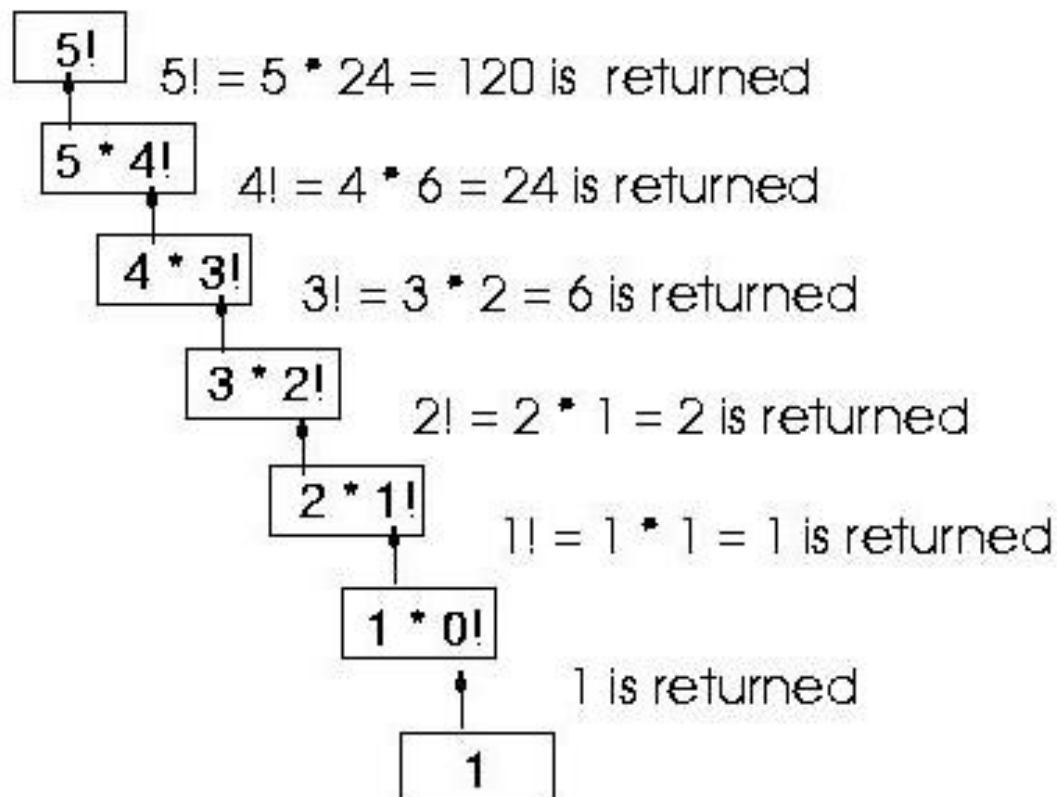 5!
5! = 5 * 24 = 120 is returned
5 * 4!
4! = 4 * 6 = 24 is returned
4 * 3!
3! = 3 * 2 = 6 is returned
3 * 2!
2! = 2 * 1 = 2 is returned
2 * 1!
1! = 1 * 1 = 1 is returned
1 * 0!
1 is returned
1